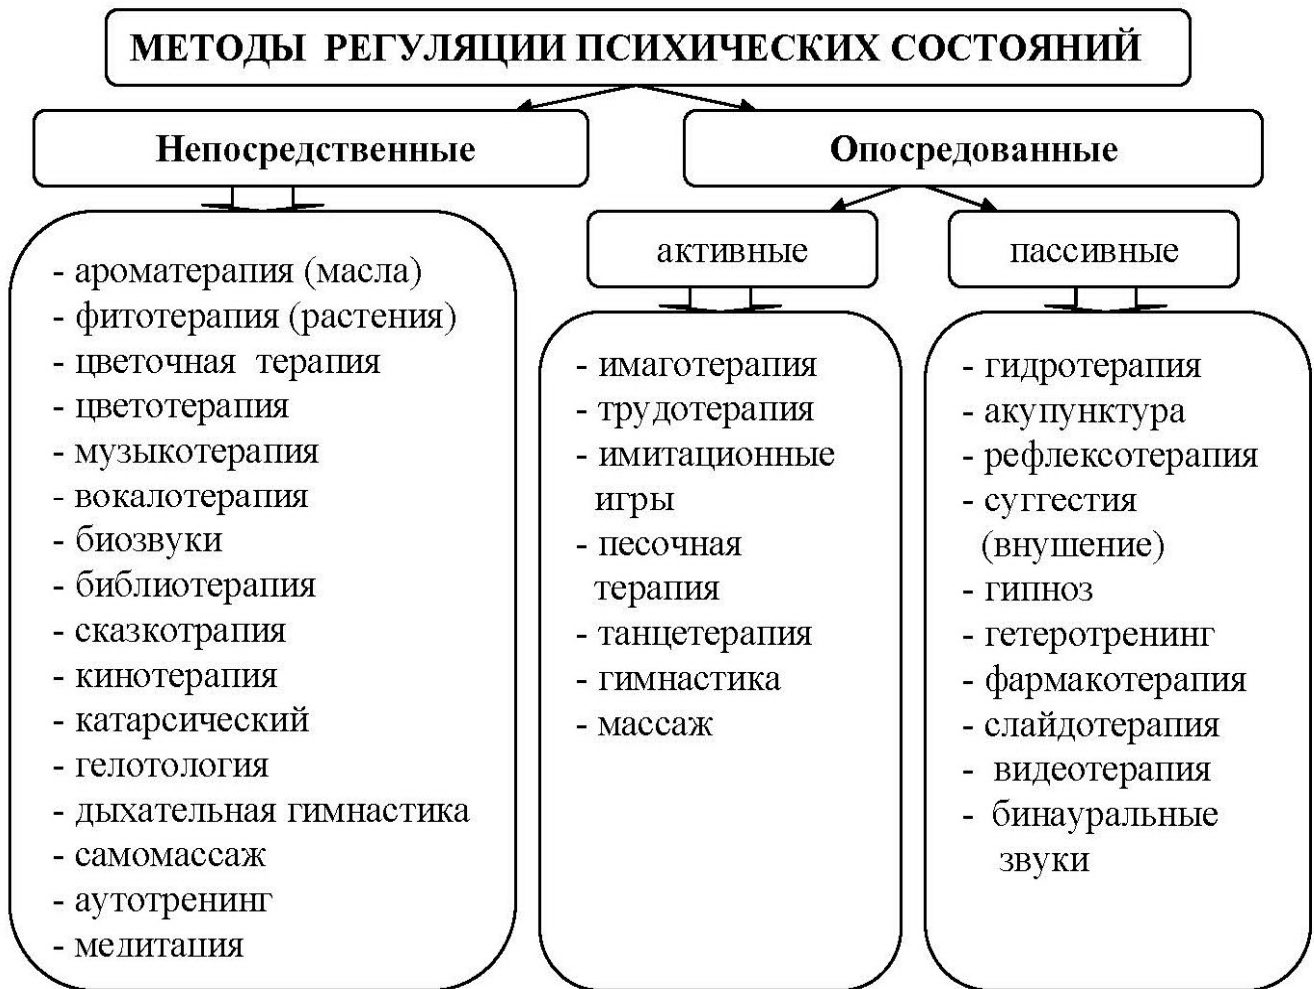 МЕТОДЫ РЕГУЛЯЦИИ ПСИХИЧЕСКИХ СОСТОЯНИЙ
Непосредственные
- ароматерапия (масла)
- фитотерапия (растения)
- цветочная терапия
- цветотерапия
- музыкотерапия
- вокалотерапия
- биозвуки
- библиотерапия
- сказкотрапия
- кинотерапия
- катарсический
- гелотология
- дыхательная гимнастика
- самомассаж
- аутотренинг
- медитация
Опосредованные
активные
- имаготерапия
- трудотерапия
- имитационные
игры
- песочная
терапия
- танцетерапия
- гимнастика
- массаж
пассивные
- гидротерапия
- акупунктура
- рефлексотерапия
- суггестия
(внушение)
- гипноз
- гетеротренинг
- фармакотерапия
- слайдотерапия
- видеотерапия
- бинауральные
звуки